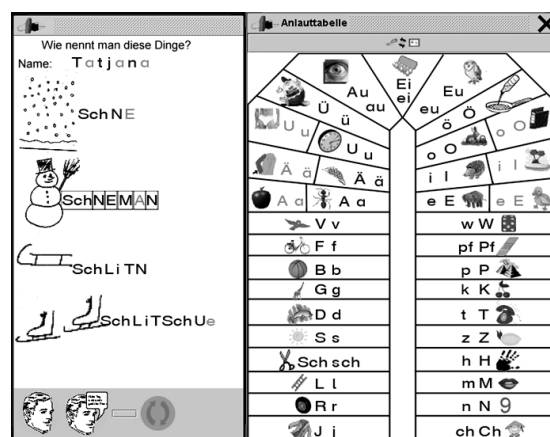 Wie nennt man diese Dinge?
Name: Tatjana
SchNE
SchNEMAN
SchLiTN
SchLiTSchUe
Anlauttabelle
Au au
Ei ei
Eu eu
Ü ü
ö Ö
U u
U u
o O
o O
Ä ä
Ä ä
i I
i l
A a
A a
e E
e E
V v
w W
F f
pf Pf
B b
p P
G g
k K
D d
t T
S s
z Z
Sch sch
h H
L l
m M
R r
n N 9
J j
ch Ch